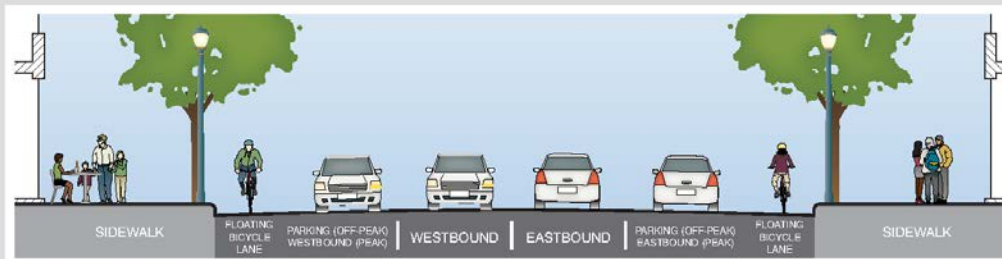 SIDEWALK
FLOATING
BICYCLE
LANE
PARKING (OFF-PEAK)
WESTBOUND (PEAK)
WESTBOUND
EASTBOUND
PARKING (OFF-PEAK)
EASTBOUND (PEAK)
FLOATING
BICYCLE
LANE
SIDEWALK